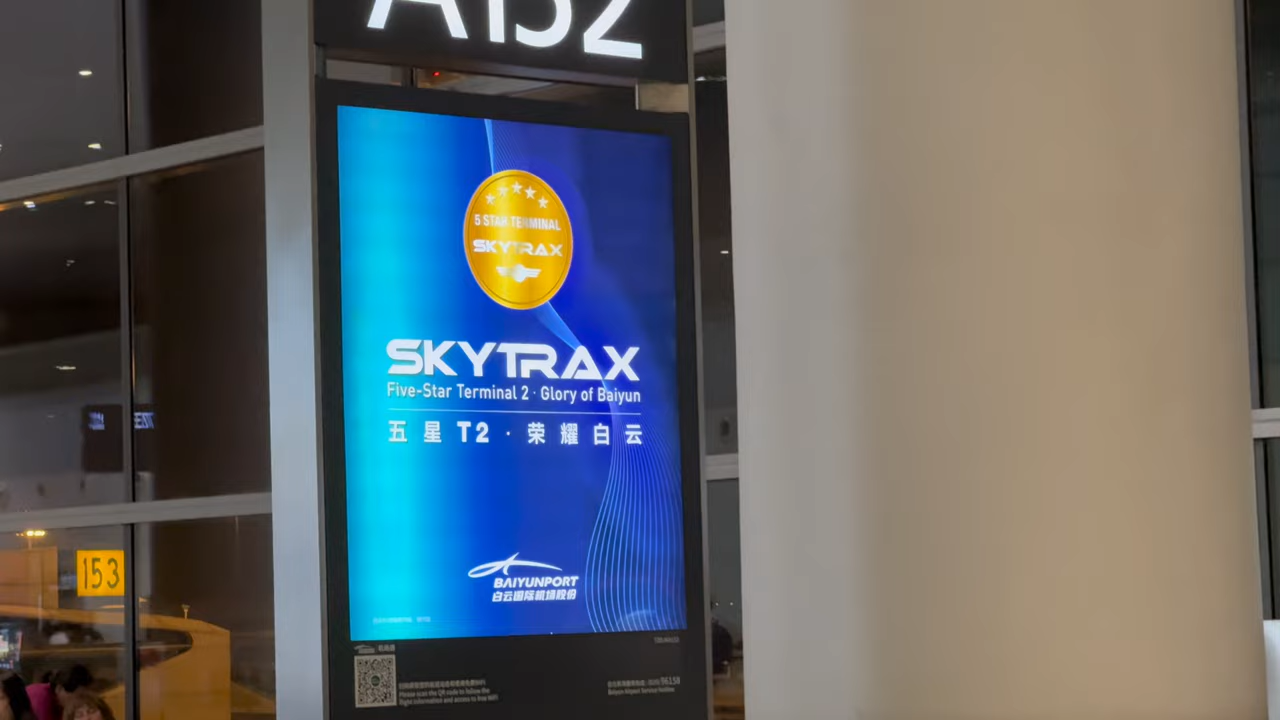 A152
5 STAR TERMINAL
SKYTRAX
SKYTRAX
Five-Star Terminal 2 · Glory of Baiyun
五星T2 · 荣耀白云
BAIYUNPORT
白云国际机场股份
153
Please scan the QR code to follow the
flight information and access to free WiFi
96158
Baiyun Airport Service hotline